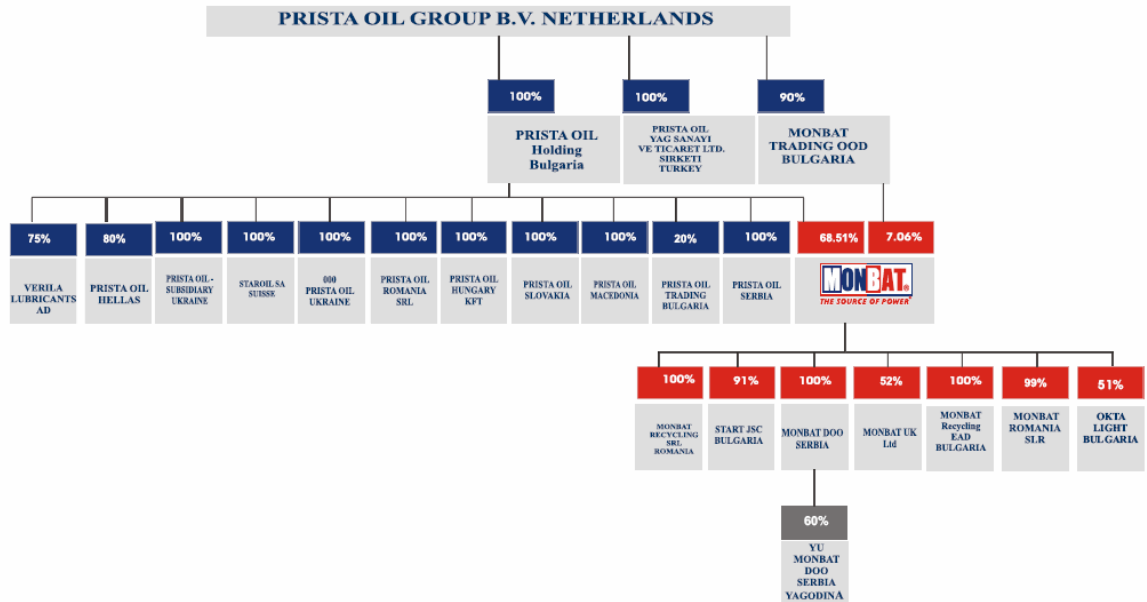 PRISTA OIL GROUP B.V. NETHERLANDS
100%
100%
90%
PRISTA OIL
Holding
Bulgaria
PRISTA OIL
YAG SANAYI
VE TICARET LTD.
SIRKETI
TURKEY
MONBAT
TRADING OOD
BULGARIA
75%
80%
100%
100%
100%
100%
100%
100%
100%
20%
100%
68.51%
7.06%
VERILA
LUBRICANTS
AD
PRISTA OIL
HELLAS
PRISTA OIL -
SUBSIDIARY
UKRAINE
STAROIL SA
SUISSE
000
PRISTA OIL
UKRAINE
PRISTA OIL
ROMANIA
SRL
PRISTA OIL
HUNGARY
KFT
PRISTA OIL
SLOVAKIA
PRISTA OIL
MACEDONIA
PRISTA OIL
TRADING
BULGARIA
PRISTA OIL
SERBIA
MONBAT®
THE SOURCE OF POWER
100%
91%
100%
52%
100%
99%
51%
MONBAT
RECYCLING
SRL
ROMANIA
START JSC
BULGARIA
MONBAT DOO
SERBIA
MONBAT UK
Ltd
MONBAT
Recycling
EAD
BULGARIA
MONBAT
ROMANIA
SLR
OKTA
LIGHT
BULGARIA
60%
YU
MONBAT
DOO
SERBIA
YAGODINA